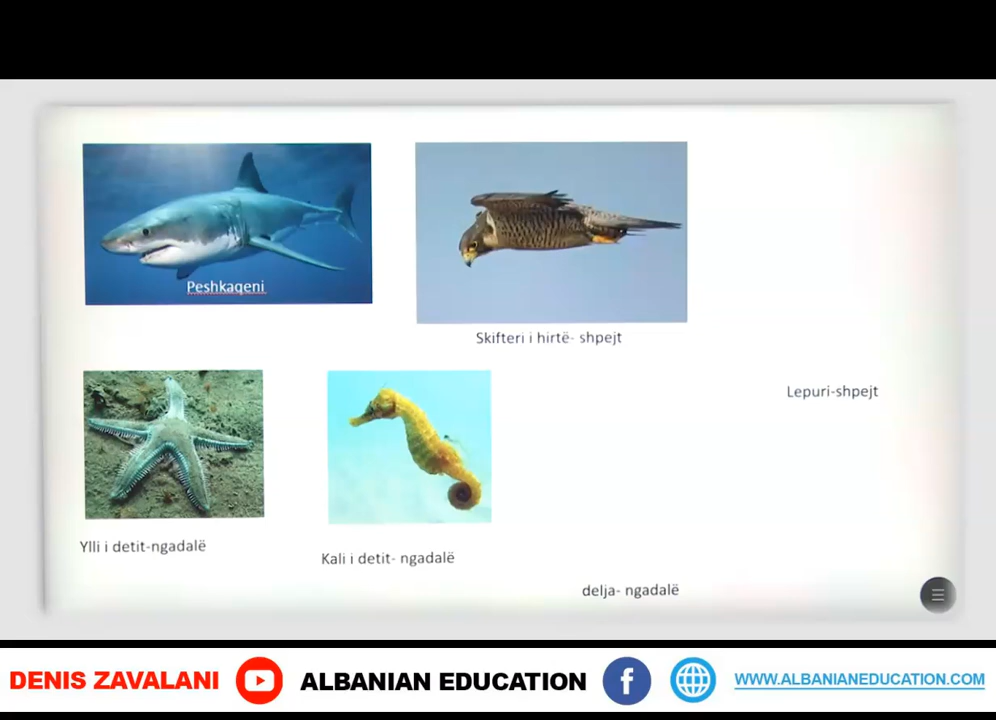 Peshkaqeni
Skifteri i hirtë- shpejt
Lepuri-shpejt
Ylli i detit-ngadalë
Kali i detit- ngadalë
delja- ngadalë
DENIS ZAVALANI
ALBANIAN EDUCATION
f
WWW.ALBANIANEDUCATION.COM